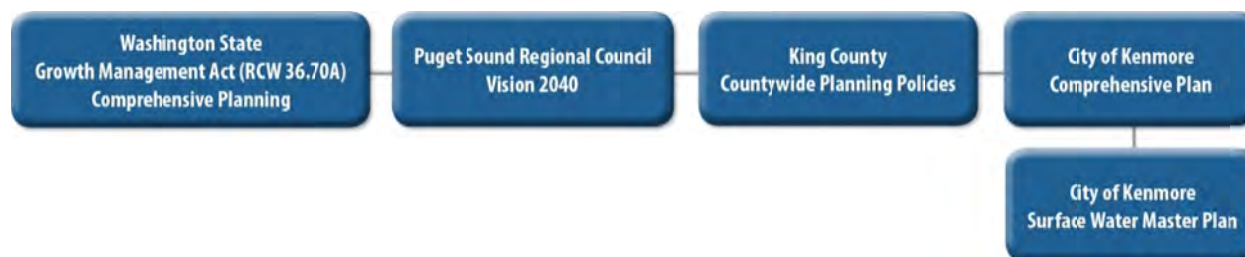 Washington State
Growth Management Act (RCW 36.70A)
Comprehensive Planning
Puget Sound Regional Council
Vision 2040
King County
Countywide Planning Policies
City of Kenmore
Comprehensive Plan
City of Kenmore
Surface Water Master Plan